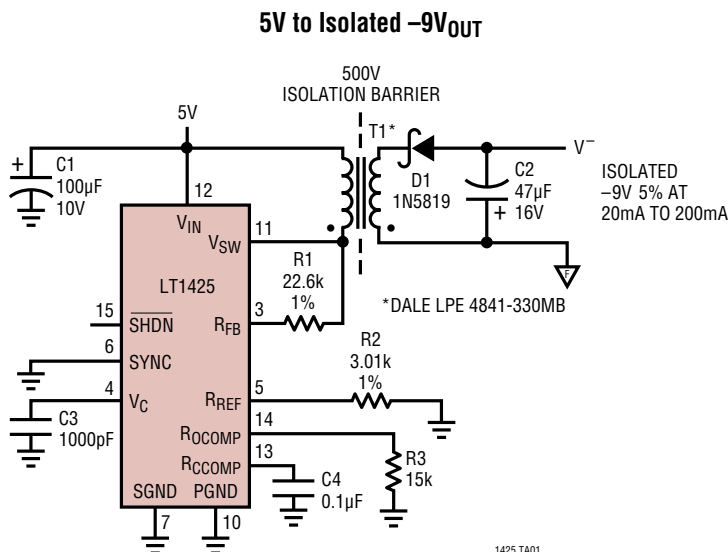 5V to Isolated –9VOUT
500V
ISOLATION BARRIER
5V
T1*
V–
+
C1
100µF
10V
12
D1
1N5819
C2
47µF
16V
+
ISOLATED
–9V 5% AT
20mA TO 200mA
VIN
11
VSW
LT1425
R1
22.6k
1%
F
*DALE LPE 4841-330MB
15
SHDN
3
RFB
6
SYNC
R2
3.01k
1%
4
VC
5
RREF
14
ROCOMP
C3
1000pF
13
RCCOMP
R3
15k
C4
0.1µF
SGND
PGND
7
10
1425 TA01